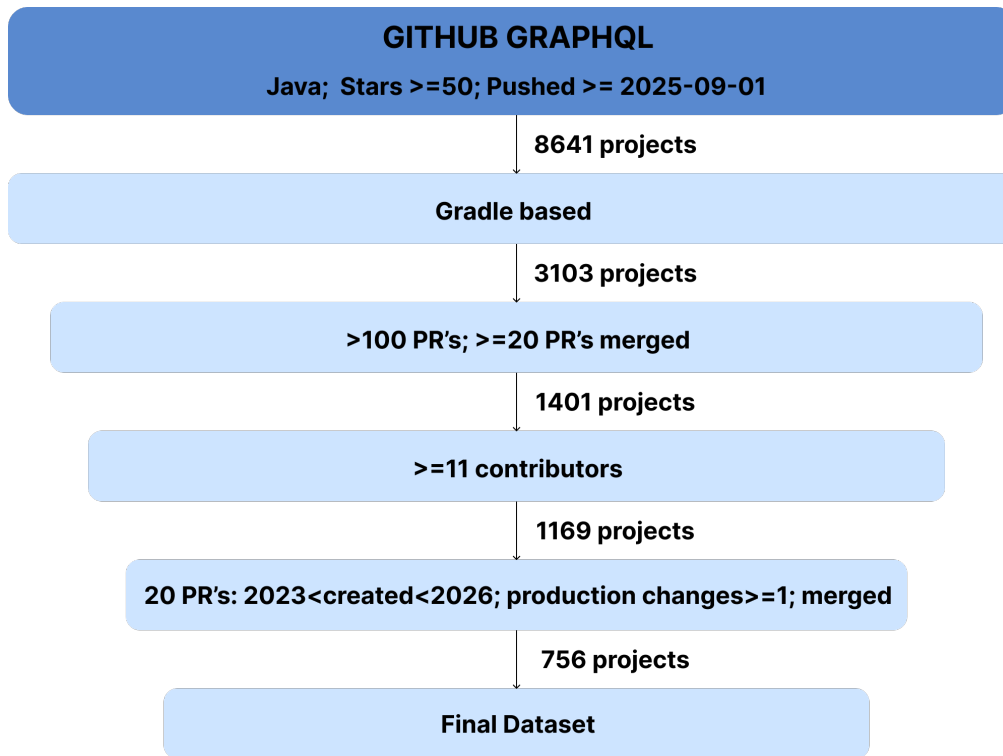 GITHUB GRAPHQL
Java;  Stars >=50; Pushed >= 2025-09-01
8641 projects
Gradle based
3103 projects
>100 PR’s; >=20 PR’s merged
1401 projects
>=11 contributors
1169 projects
20 PR’s: 2023<created<2026; production changes>=1; merged
756 projects
Final Dataset